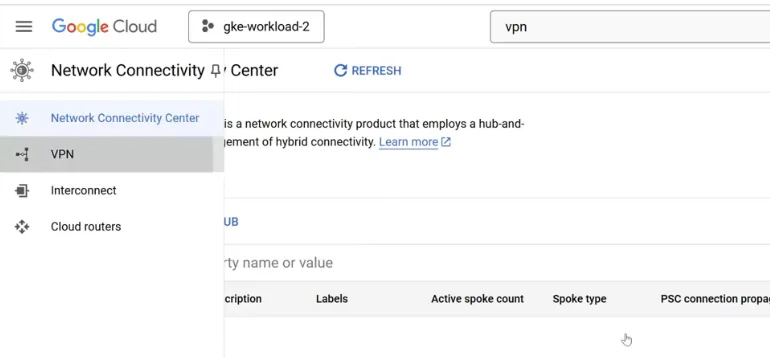 Google Cloud
gke-workload-2
vpn
Network Connectivity Center
REFRESH
Network Connectivity Center
is a network connectivity product that employs a hub-and-
gement of hybrid connectivity. Learn more
VPN
Interconnect
Cloud routers
UB
rty name or value
cription Labels Active spoke count Spoke type PSC connection propa